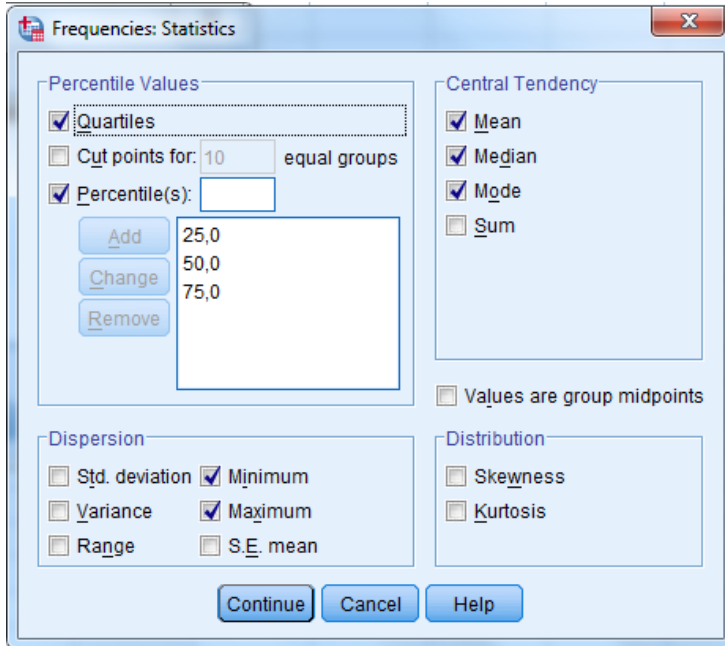 Frequencies: Statistics
Percentile Values
Quartiles
Cut points for: 10 equal groups
Percentile(s):
Add
Change
Remove
25,0
50,0
75,0
Central Tendency
Mean
Median
Mode
Sum
Values are group midpoints
Dispersion
Std. deviation Minimum
Variance Maximum
Range S.E. mean
Distribution
Skewness
Kurtosis
Continue Cancel Help